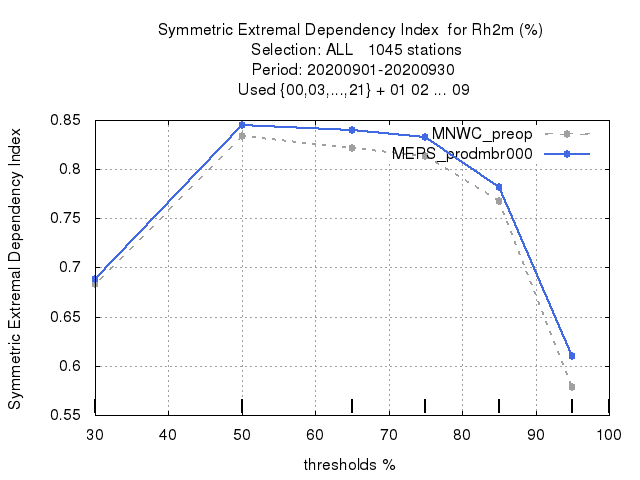 Symmetric Extremal Dependency Index  for Rh2m (%)
Selection: ALL   1045 stations
Period: 20200901-20200930
Used {00,03,...,21} + 01 02 ... 09
Symmetric Extremal Dependency Index
0.85
0.8
0.75
0.7
0.65
0.6
0.55
MNWC_preop
MEPS_prodmbr000
30 40 50 60 70 80 90 100
thresholds %